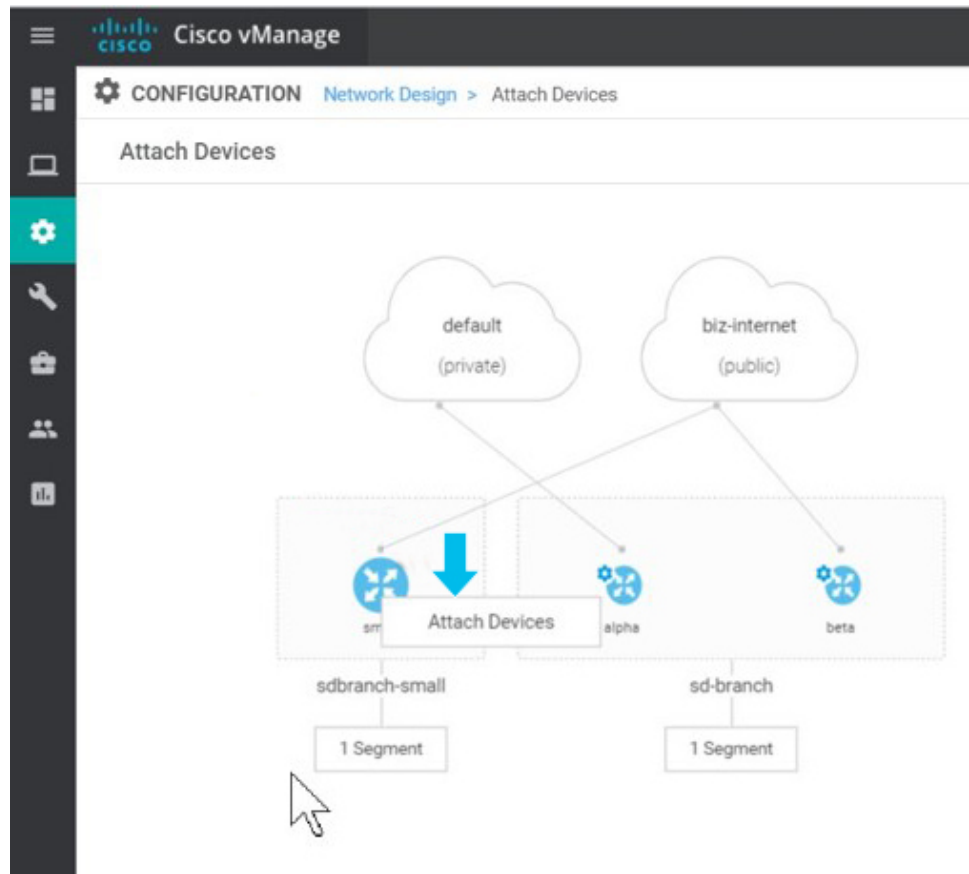 cisco Cisco vManage
CONFIGURATION Network Design > Attach Devices
Attach Devices
default
(private)
biz-internet
(public)
Attach Devices
alpha
beta
sdbranch-small
sd-branch
1 Segment
1 Segment